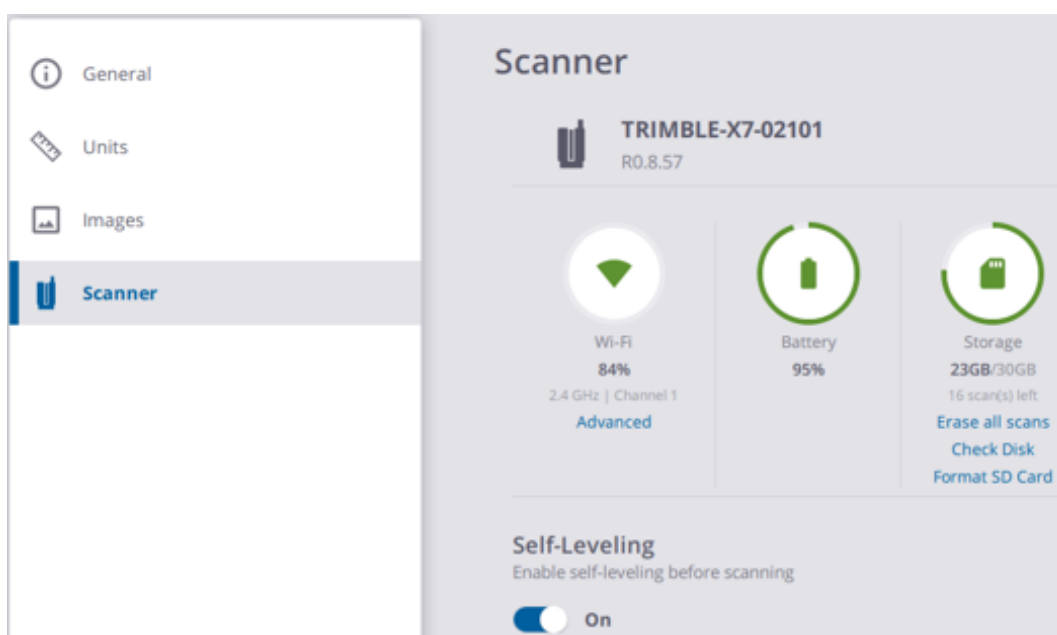 General
Units
Images
Scanner
Scanner
TRIMBLE-X7-02101
R0.8.57
Wi-Fi
84%
2.4 GHz | Channel 1
Advanced
Battery
95%
Storage
23GB/30GB
16 scan(s) left
Erase all scans
Check Disk
Format SD Card
Self-Leveling
Enable self-leveling before scanning
On